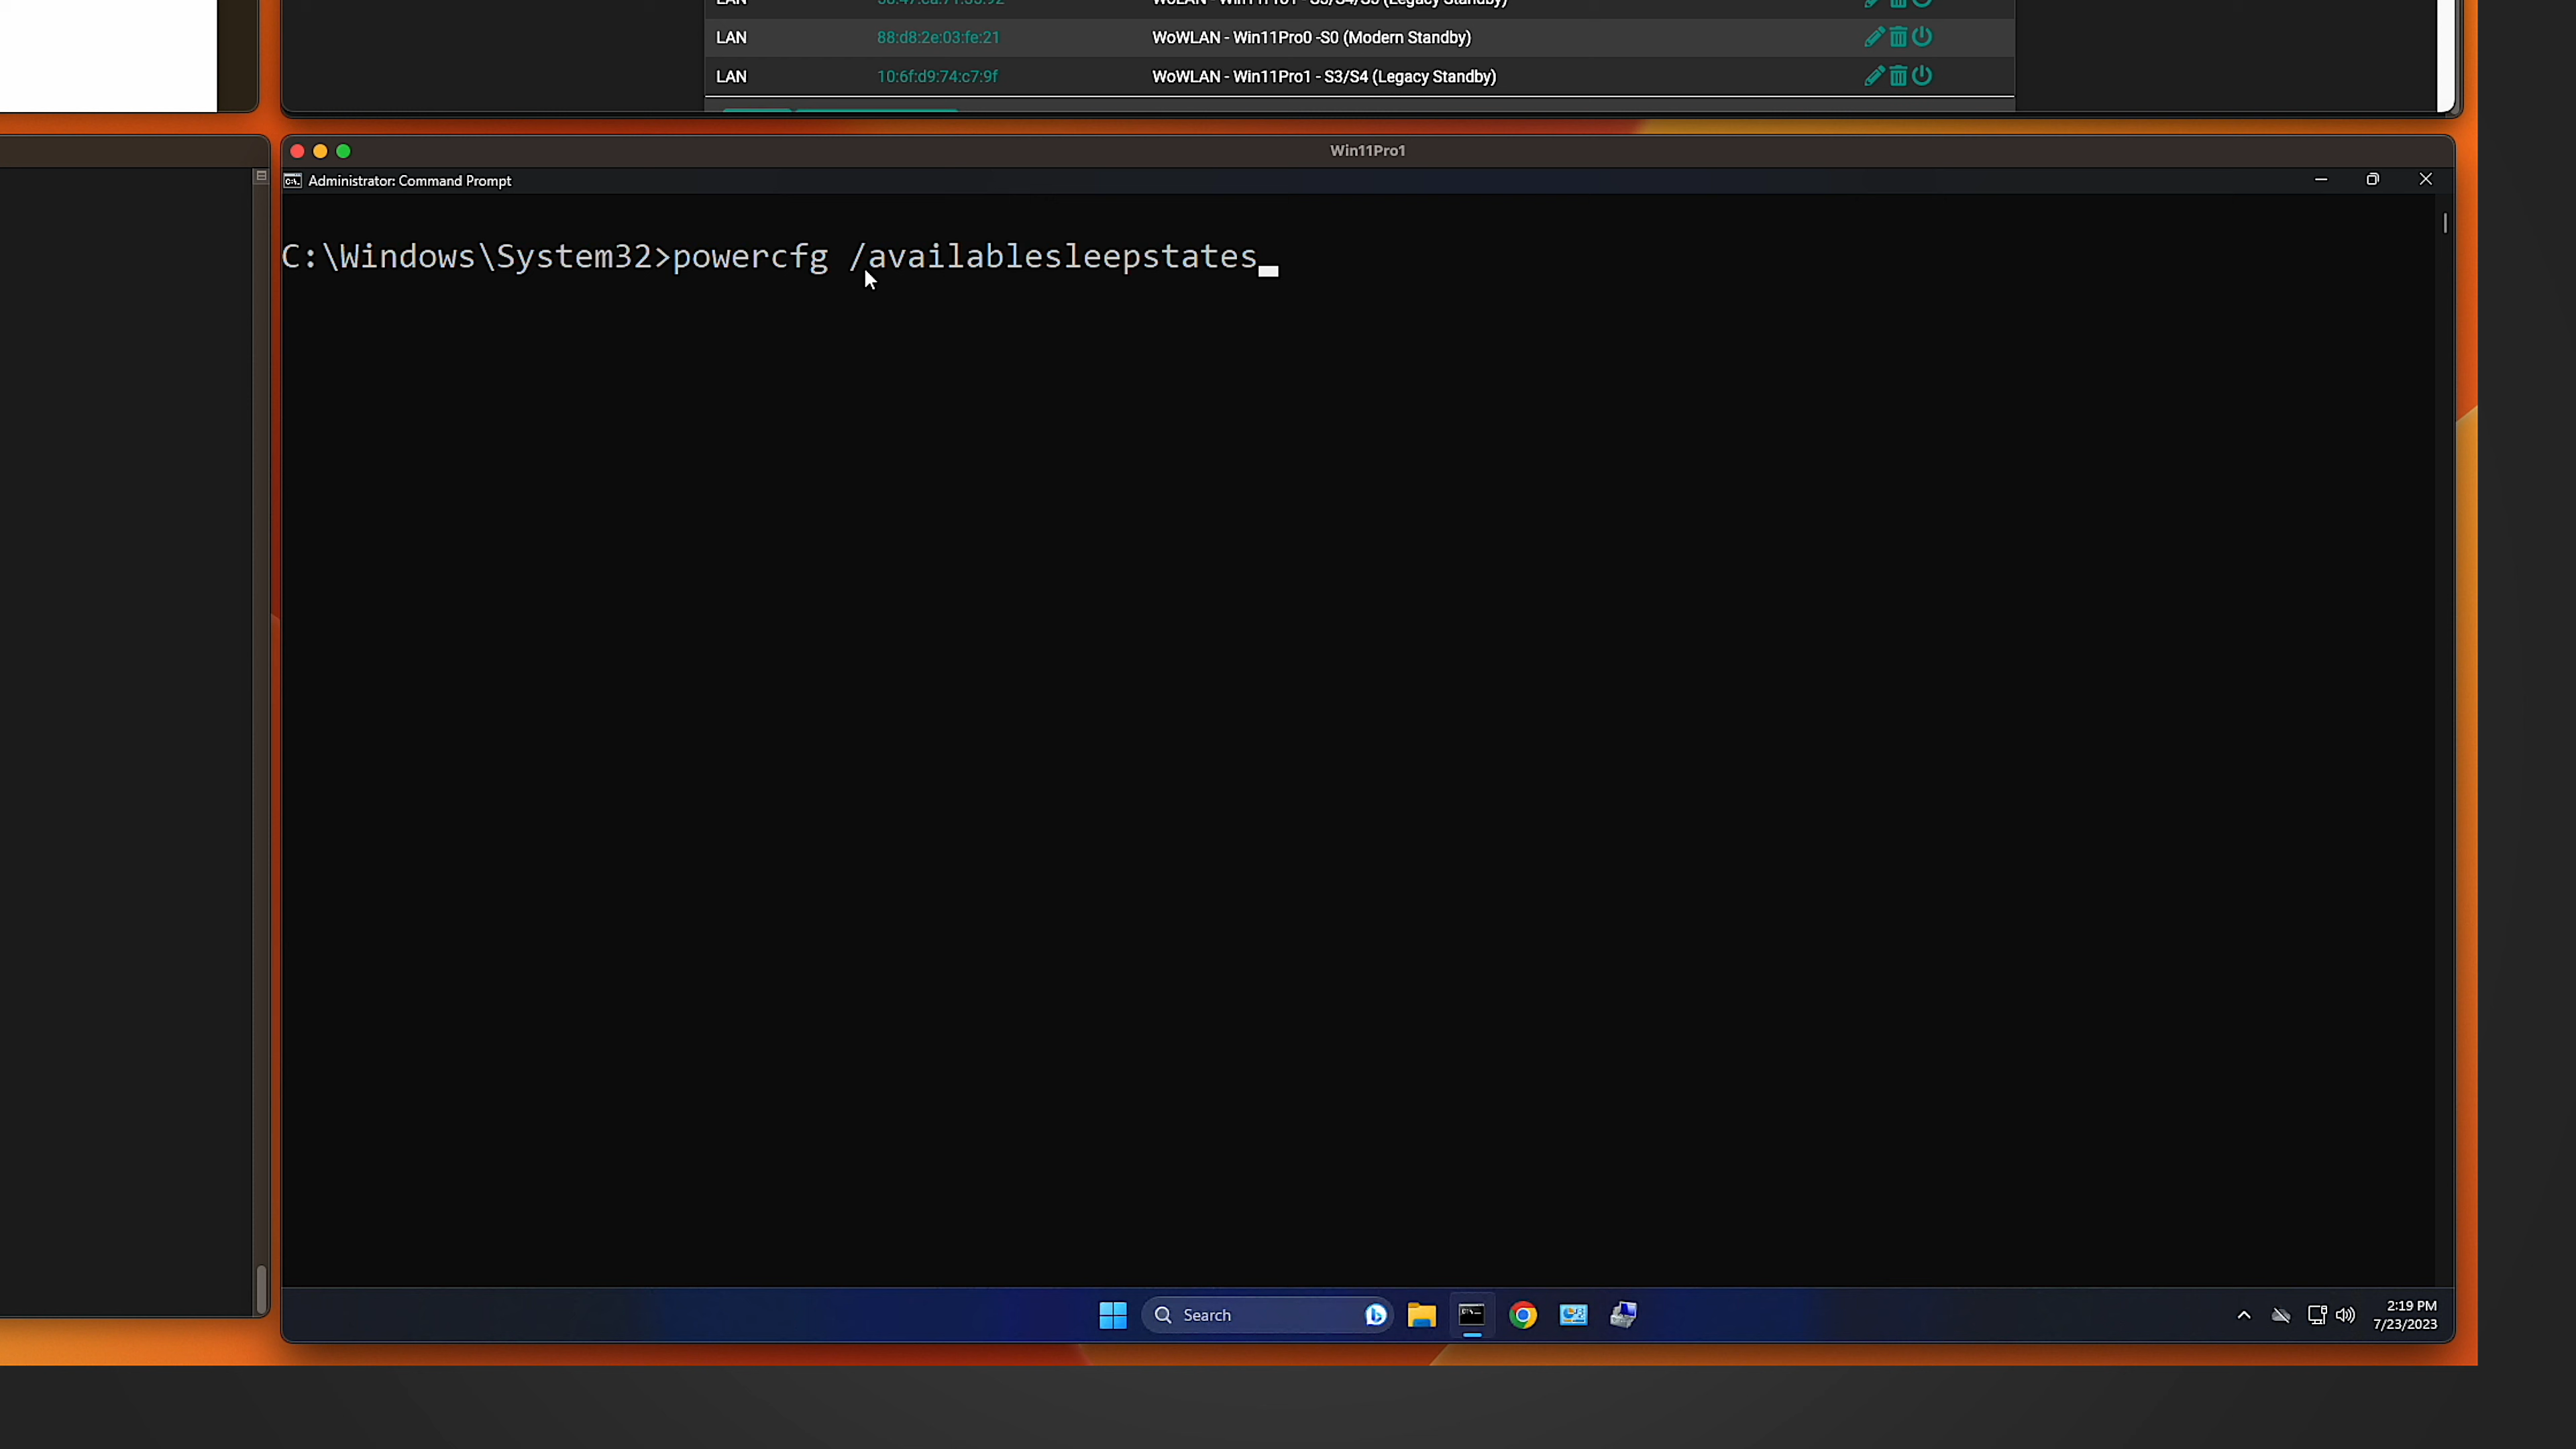 LAN WoWLAN - Win11Pro0 -S0 (Modern Standby)
LAN 88:d8:2e:03:fe:21
LAN 10:6f:d9:74:c7:9f WoWLAN - Win11Pro1 - S3/S4 (Legacy Standby)
Win11Pro1
Administrator: Command Prompt
C:\Windows\System32>powercfg /availablesleepstates
Search
2:19 PM
7/23/2023